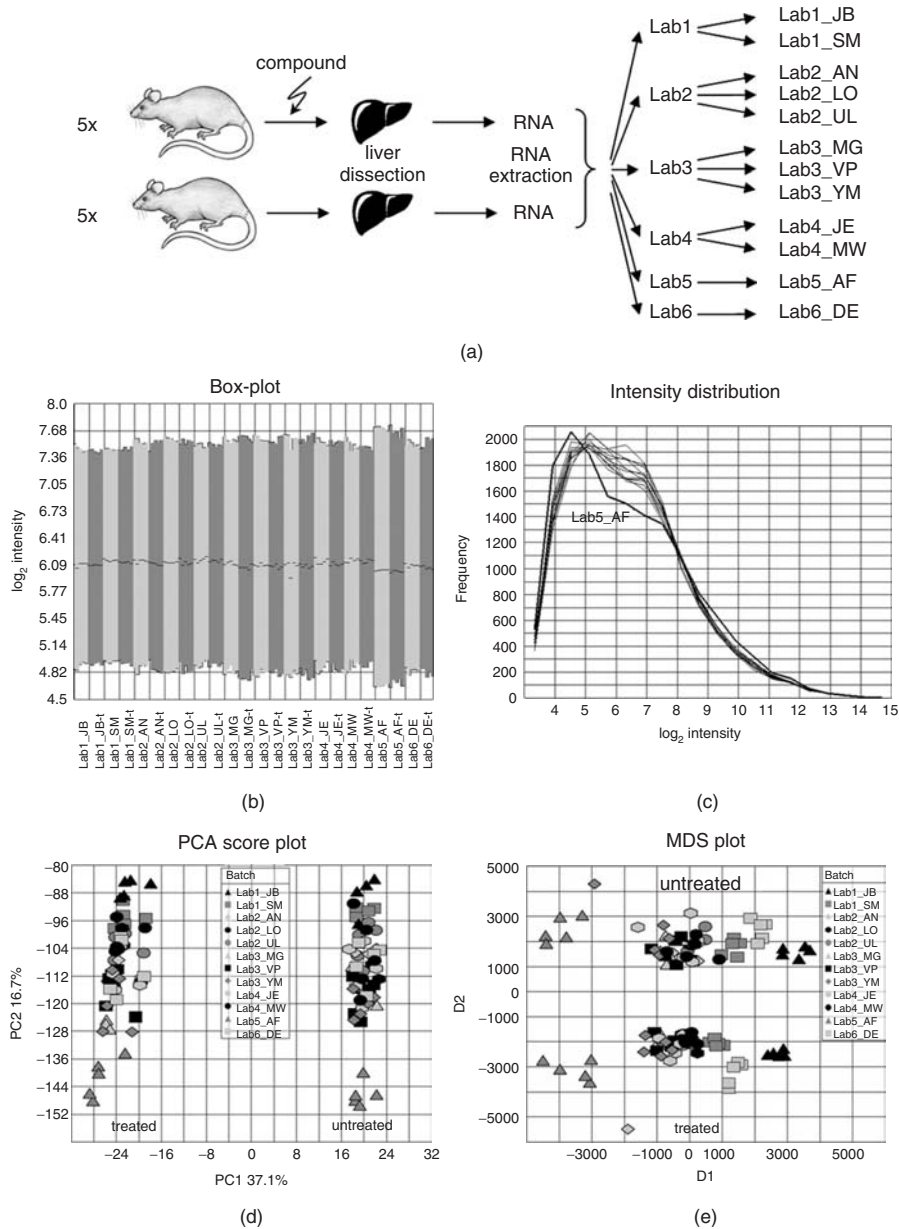 5x
compound
5x
liver
dissection
RNA
RNA
extraction
RNA
Lab1
Lab2
Lab3
Lab4
Lab5
Lab6
Lab1_JB
Lab1_SM
Lab2_AN
Lab2_LO
Lab2_UL
Lab3_MG
Lab3_VP
Lab3_YM
Lab4_JE
Lab4_MW
Lab5_AF
Lab6_DE
(a)
Box-plot
log2 intensity
8.0
7.68
7.36
7.05
6.73
6.41
6.09
5.77
5.45
5.14
4.82
4.5
Lab1_JB
Lab1_JB-t
Lab1_SM
Lab1_SM-t
Lab2_AN
Lab2_AN-t
Lab2_LO
Lab2_LO-t
Lab2_UL
Lab2_UL-t
Lab3_MG
Lab3_MG-t
Lab3_VP
Lab3_VP-t
Lab3_YM
Lab3_YM-t
Lab4_JE
Lab4_JE-t
Lab4_MW
Lab4_MW-t
Lab5_AF
Lab5_AF-t
Lab6_DE
Lab6_DE-t
(b)
Intensity distribution
Frequency
2000
1800
1600
1400
1200
1000
800
600
400
200
0
Lab5_AF
3 4 5 6 7 8 9 10 11 12 13 14 15
log2 intensity
(c)
PCA score plot
PC2 16.7%
−80
−88
−96
−104
−112
−120
−128
−136
−144
−152
Batch
Lab1_JB
Lab1_SM
Lab2_AN
Lab2_LO
Lab2_UL
Lab3_MG
Lab3_VP
Lab3_YM
Lab4_JE
Lab4_MW
Lab5_AF
Lab6_DE
treated
untreated
−24 −16 −8 0 8 16 24 32
PC1 37.1%
(d)
MDS plot
D2
5000
3000
1000
0
−1000
−3000
−5000
untreated
Batch
Lab1_JB
Lab1_SM
Lab2_AN
Lab2_LO
Lab2_UL
Lab3_MG
Lab3_VP
Lab3_YM
Lab4_JE
Lab4_MW
Lab5_AF
Lab6_DE
treated
−3000 −1000 0 1000 3000 5000
D1
(e)